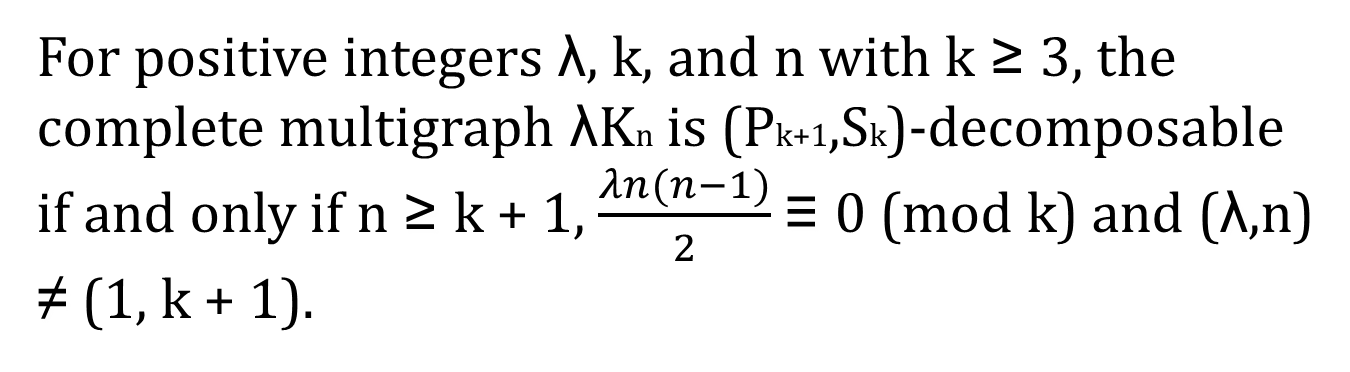 For positive integers λ, k, and n with k ≥ 3, the
complete multigraph λKₙ is (Pₖ₊₁,Sₖ)-decomposable
if and only if n ≥ k + 1, λn(n−1)/2 ≡ 0 (mod k) and (λ,n)
≠ (1, k + 1).